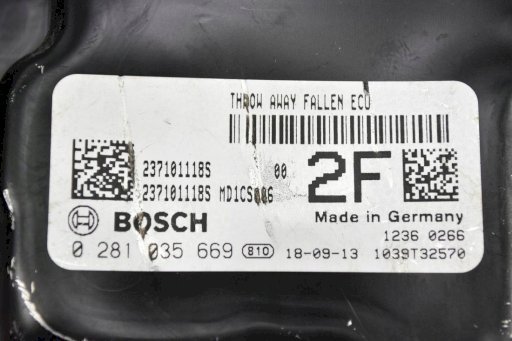 THROW AWAY FALLEN ECU
237101118S 00
237101118S MD1CS006
2F
Made in Germany
BOSCH
1236 0266
0 281 035 669 B10 18-09-13 1039T32570